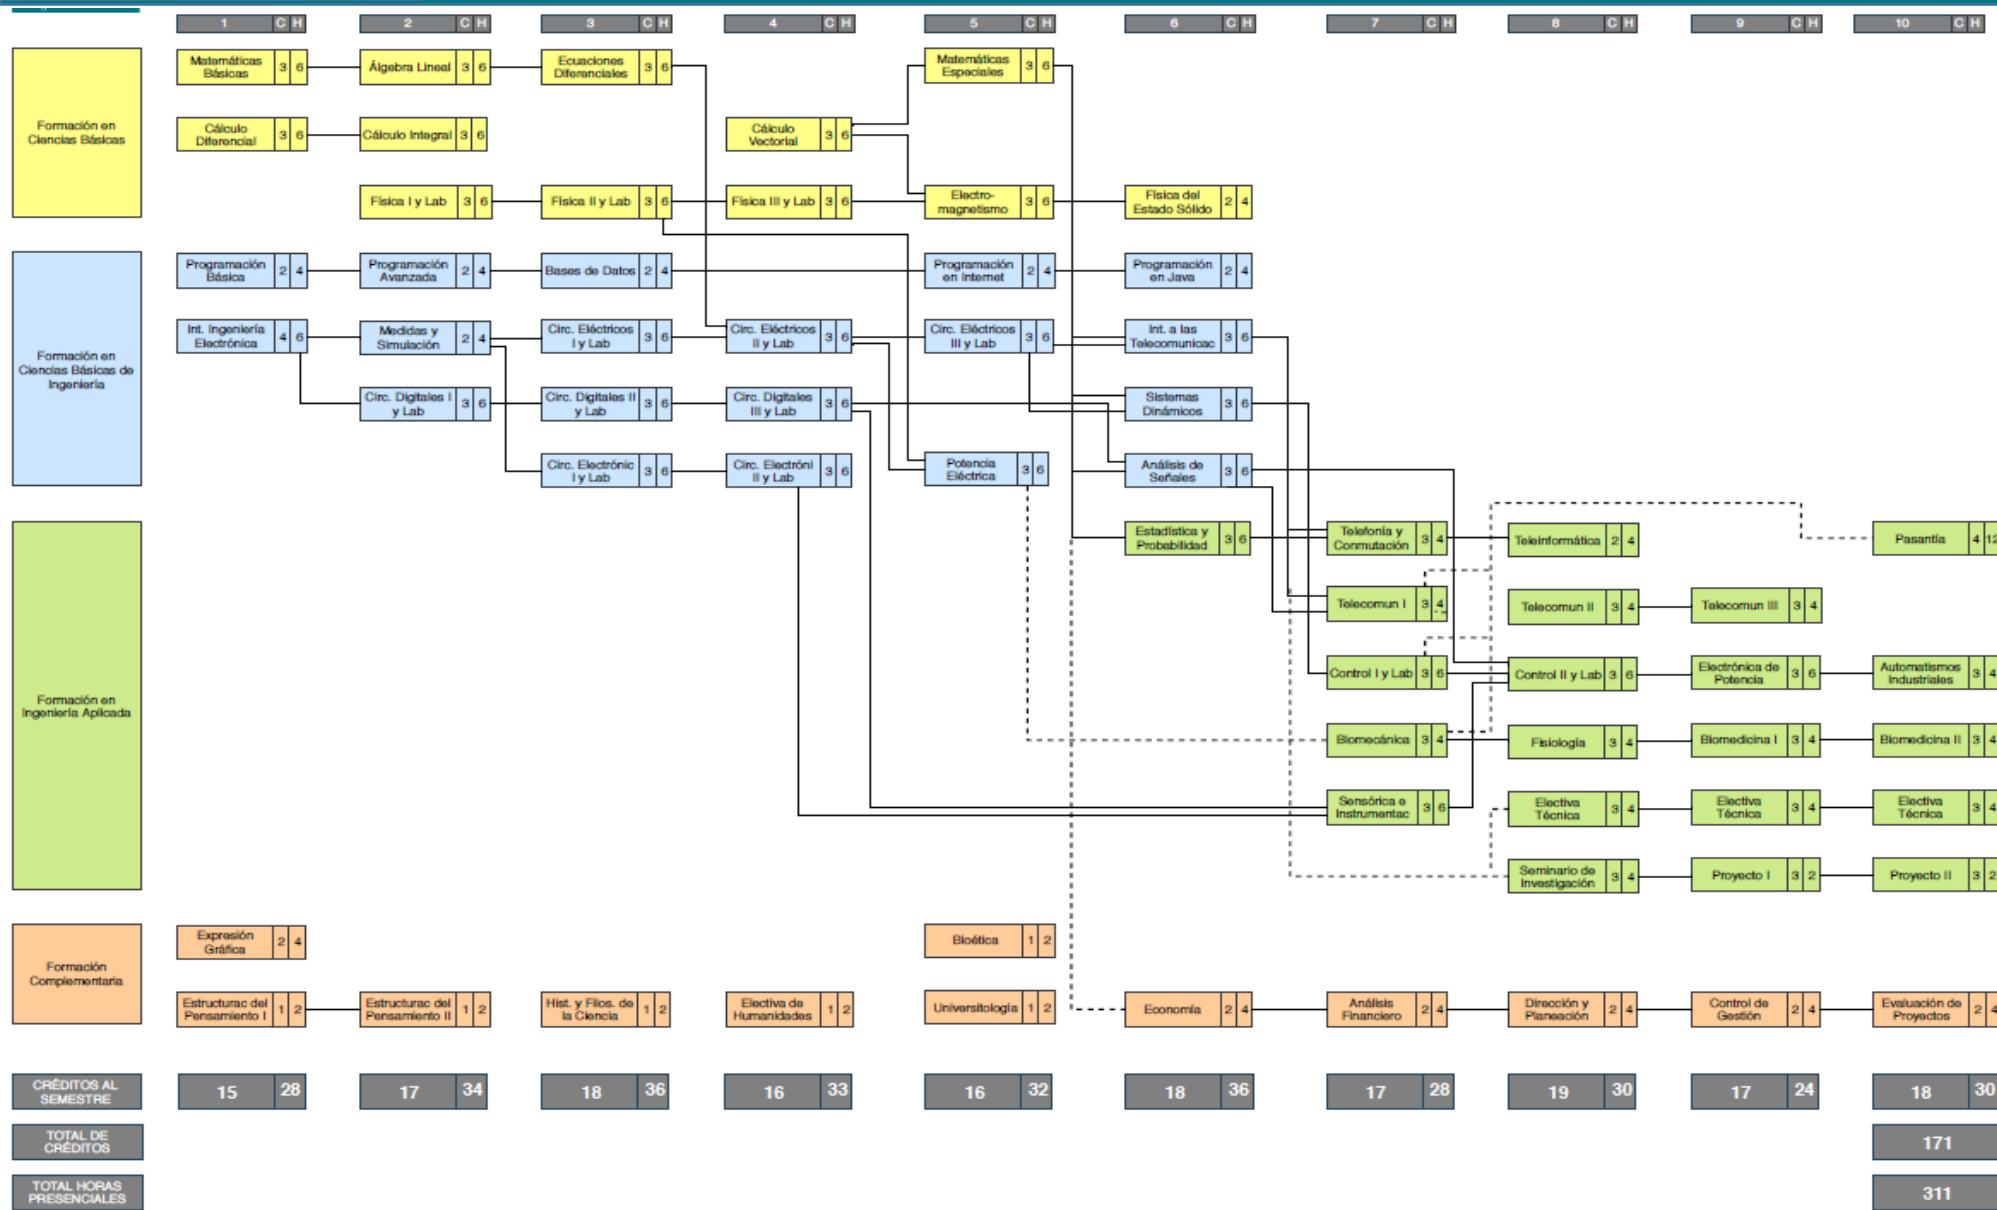 1 C H 2 C H 3 C H 4 C H 5 C H 6 C H 7 C H 8 C H 9 C H 10 C H
Formación en
Ciencias Básicas
Matemáticas
Básicas 3 6
Álgebra Lineal 3 6
Ecuaciones
Diferenciales 3 6
Matemáticas
Especiales 3 6
Cálculo
Diferencial 3 6
Cálculo Integral 3 6
Cálculo
Vectorial 3 6
Física I y Lab 3 6
Física II y Lab 3 6
Física III y Lab 3 6
Electro-
magnetismo 3 6
Física del
Estado Sólido 2 4
Formación en
Ciencias Básicas de
Ingeniería
Programación
Básica 2 4
Programación
Avanzada 2 4
Bases de Datos 2 4
Programación
en Internet 2 4
Programación
en Java 2 4
Int. Ingeniería
Electrónica 4 6
Medidas y
Simulación 2 4
Circ. Eléctricos
I y Lab 3 6
Circ. Eléctricos
II y Lab 3 6
Circ. Eléctricos
III y Lab 3 6
Int. a las
Telecomunicac 3 6
Circ. Digitales I
y Lab 3 6
Circ. Digitales II
y Lab 3 6
Circ. Digitales
III y Lab 3 6
Sistemas
Dinámicos 3 6
Circ. Electrónic
I y Lab 3 6
Circ. Electróni
II y Lab 3 6
Potencia
Eléctrica 3 6
Análisis de
Señales 3 6
Formación en
Ingeniería Aplicada
Estadística y
Probabilidad 3 6
Telefonía y
Conmutación 3 4
Teleinformática 2 4
Pasantía 4 12
Telecomun I 3 4
Telecomun II 3 4
Telecomun III 3 4
Control I y Lab 3 6
Control II y Lab 3 6
Electrónica de
Potencia 3 6
Automatismos
Industriales 3 4
Biomecánica 3 4
Fisiología 3 4
Biomedicina I 3 4
Biomedicina II 3 4
Sensórica e
Instrumentac 3 6
Electiva
Técnica 3 4
Electiva
Técnica 3 4
Electiva
Técnica 3 4
Seminario de
Investigación 3 4
Proyecto I 3 2
Proyecto II 3 2
Formación
Complementaria
Expresión
Gráfica 2 4
Bioética 1 2
Estructurac del
Pensamiento I 1 2
Estructurac del
Pensamiento II 1 2
Hist. y Filos. de
la Ciencia 1 2
Electiva de
Humanidades 1 2
Universitología 1 2
Economía 2 4
Análisis
Financiero 2 4
Dirección y
Planeación 2 4
Control de
Gestión 2 4
Evaluación de
Proyectos 2 4
CRÉDITOS AL
SEMESTRE
15 28 17 34 18 36 16 33 16 32 18 36 17 28 19 30 17 24 18 30
TOTAL DE
CRÉDITOS
171
TOTAL HORAS
PRESENCIALES
311